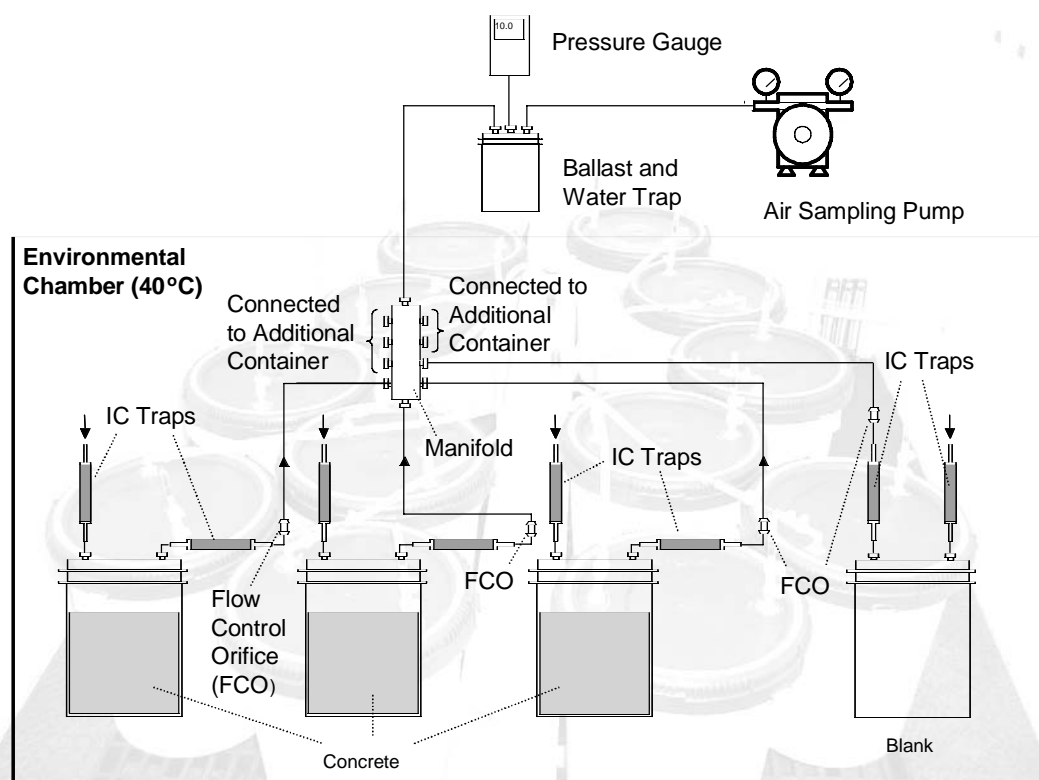 10.0
Pressure Gauge
Ballast and
Water Trap
Air Sampling Pump
Environmental
Chamber (40°C)
Connected
to Additional
Container
Connected to
Additional
Container
IC Traps
Manifold
IC Traps
IC Traps
Flow
Control
Orifice
(FCO)
FCO
FCO
Concrete
Blank